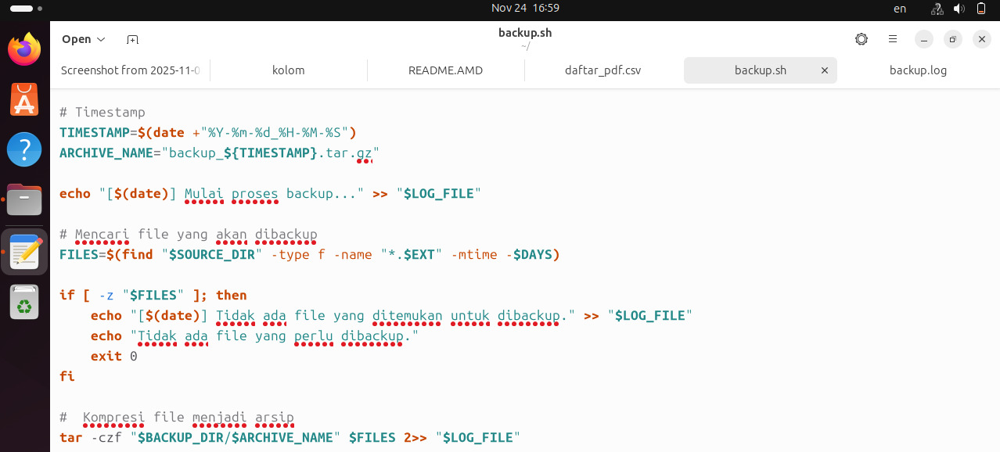 Nov 24 16:59
en
Open
backup.sh
~/
Screenshot from 2025-11-0
kolom
README.AMD
daftar_pdf.csv
backup.sh
backup.log
# Timestamp
TIMESTAMP=$(date +"%Y-%m-%d_%H-%M-%S")
ARCHIVE_NAME="backup_${TIMESTAMP}.tar.gz"
echo "[$(date)] Mulai proses backup..." >> "$LOG_FILE"
# Mencari file yang akan dibackup
FILES=$(find "$SOURCE_DIR" -type f -name "*.$EXT" -mtime -$DAYS)
if [ -z "$FILES" ]; then
    echo "[$(date)] Tidak ada file yang ditemukan untuk dibackup." >> "$LOG_FILE"
    echo "Tidak ada file yang perlu dibackup."
    exit 0
fi
#  Kompresi file menjadi arsip
tar -czf "$BACKUP_DIR/$ARCHIVE_NAME" $FILES 2>> "$LOG_FILE"